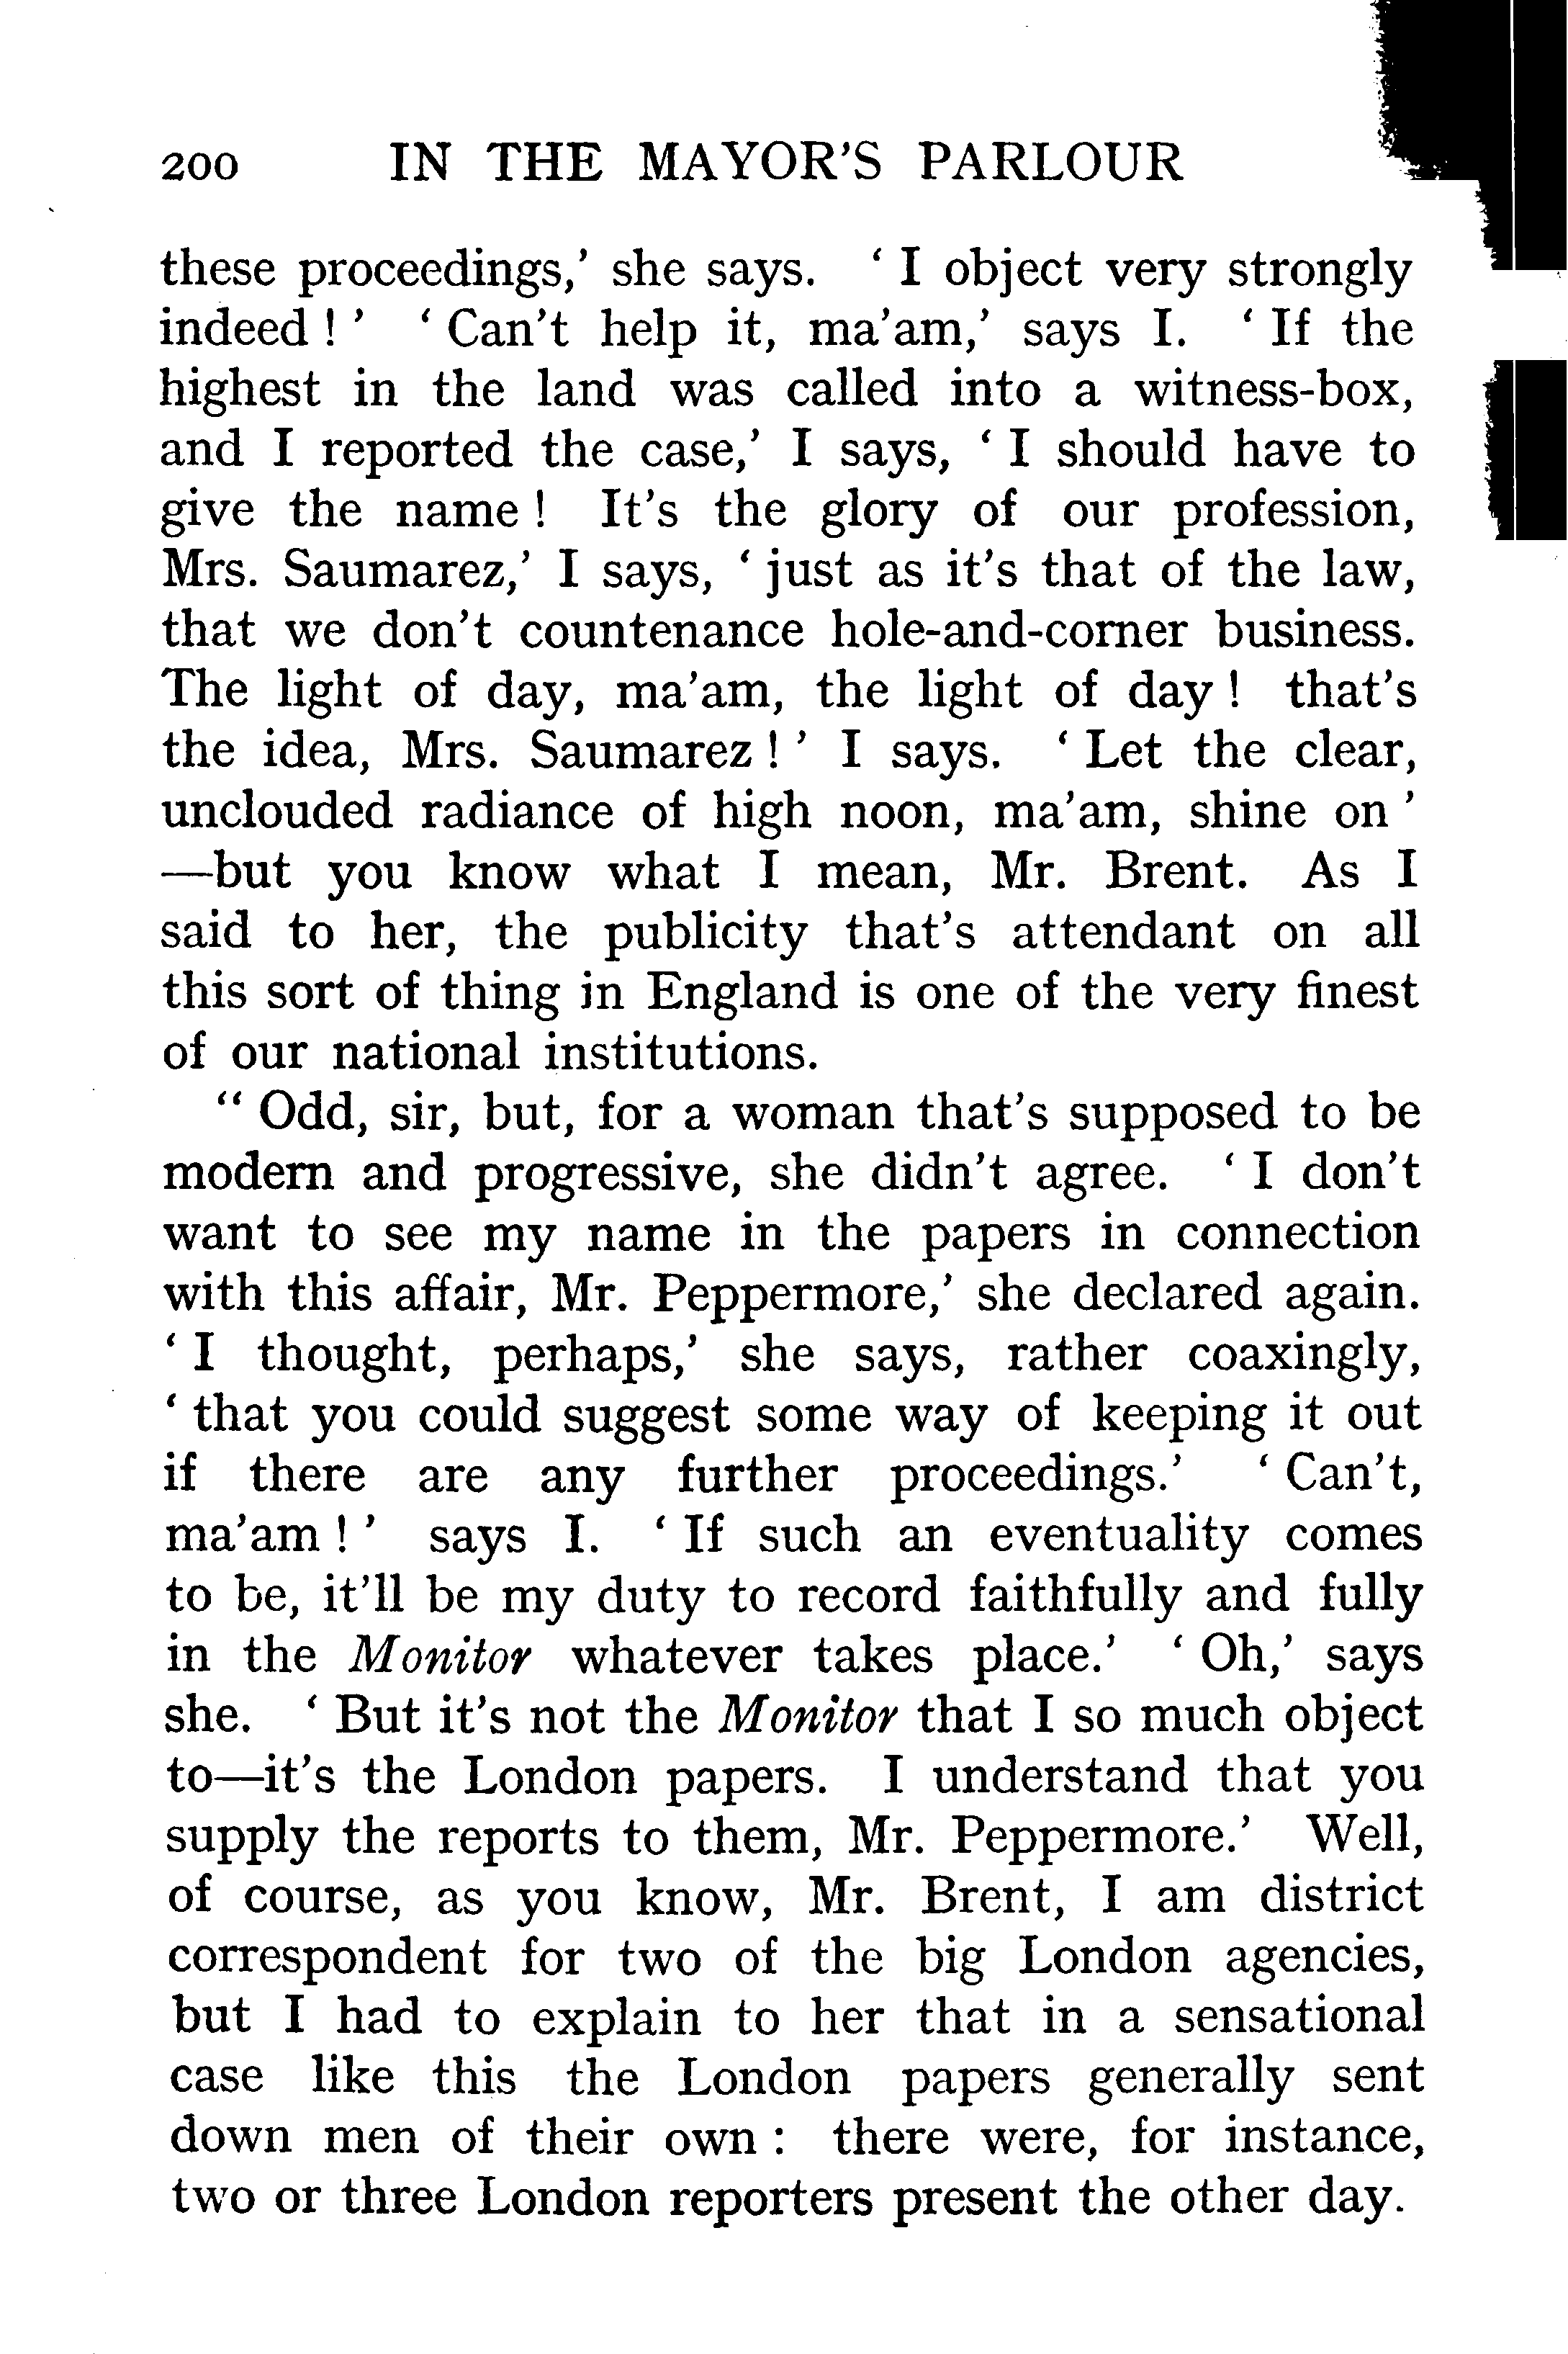 200 IN THE MAYOR'S PARLOUR
these proceedings,' she says. ' I object very strongly
indeed ! ' ' Can't help it, ma'am,' says I. ' If the
highest in the land was called into a witness-box,
and I reported the case,' I says, ' I should have to
give the name ! It's the glory of our profession,
Mrs. Saumarez,' I says, ' just as it's that of the law,
that we don't countenance hole-and-corner business.
The light of day, ma'am, the light of day ! that's
the idea, Mrs. Saumarez ! ' I says. ' Let the clear,
unclouded radiance of high noon, ma'am, shine on '
—but you know what I mean, Mr. Brent. As I
said to her, the publicity that's attendant on all
this sort of thing in England is one of the very finest
of our national institutions.
" Odd, sir, but, for a woman that's supposed to be
modern and progressive, she didn't agree. ' I don't
want to see my name in the papers in connection
with this affair, Mr. Peppermore,' she declared again.
' I thought, perhaps,' she says, rather coaxingly,
' that you could suggest some way of keeping it out
if there are any further proceedings.' ' Can't,
ma'am ! ' says I. ' If such an eventuality comes
to be, it'll be my duty to record faithfully and fully
in the Monitor whatever takes place.' ' Oh,' says
she. ' But it's not the Monitor that I so much object
to—it's the London papers. I understand that you
supply the reports to them, Mr. Peppermore.' Well,
of course, as you know, Mr. Brent, I am district
correspondent for two of the big London agencies,
but I had to explain to her that in a sensational
case like this the London papers generally sent
down men of their own : there were, for instance,
two or three London reporters present the other day.